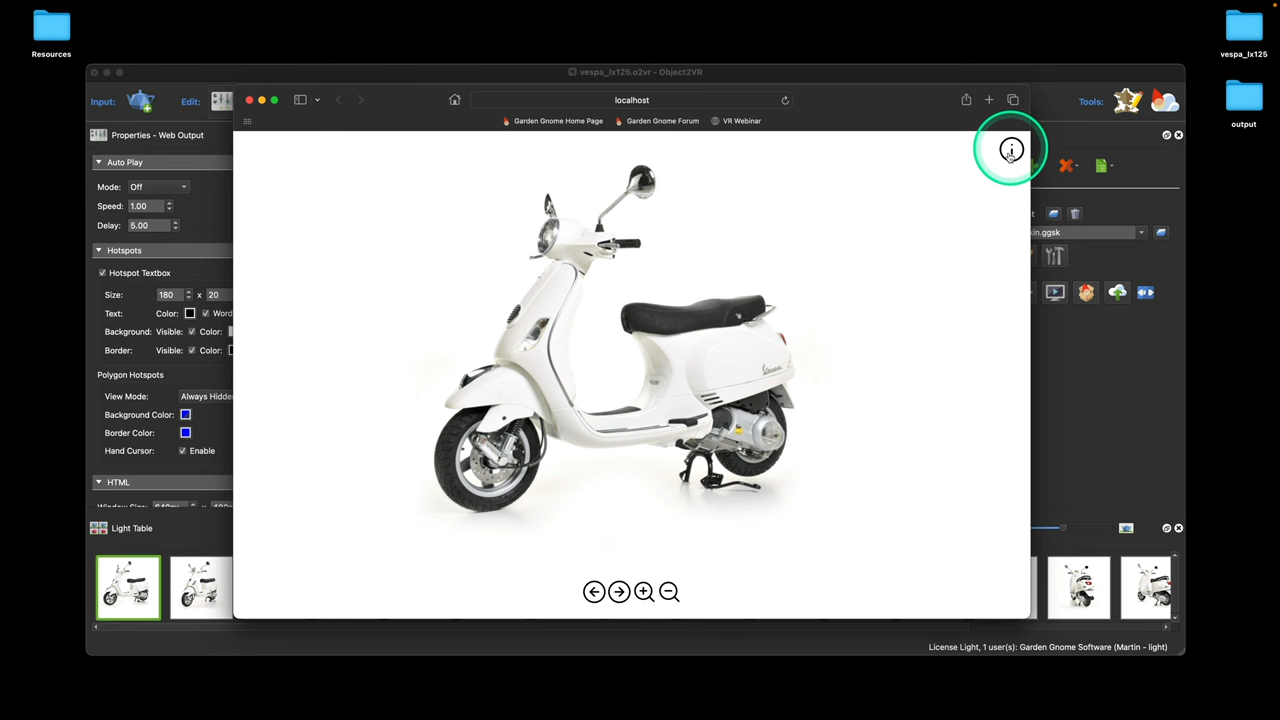 Resources
vespa_lx125
output
vespa_lx125.o2vr - Object2VR
Input:
Edit:
Tools:
localhost
Garden Gnome Home Page
Garden Gnome Forum
VR Webinar
Properties - Web Output
Auto Play
Mode: Off
Speed: 1.00
Delay: 5.00
Hotspots
Hotspot Textbox
Size: 180 x 20
Text: Color: Word
Background: Visible: Color:
Border: Visible: Color:
Polygon Hotspots
View Mode: Always Hidden
Background Color:
Border Color:
Hand Cursor: Enable
HTML
in.ggsk
Vespa
Light Table
License Light, 1 user(s): Garden Gnome Software (Martin - light)